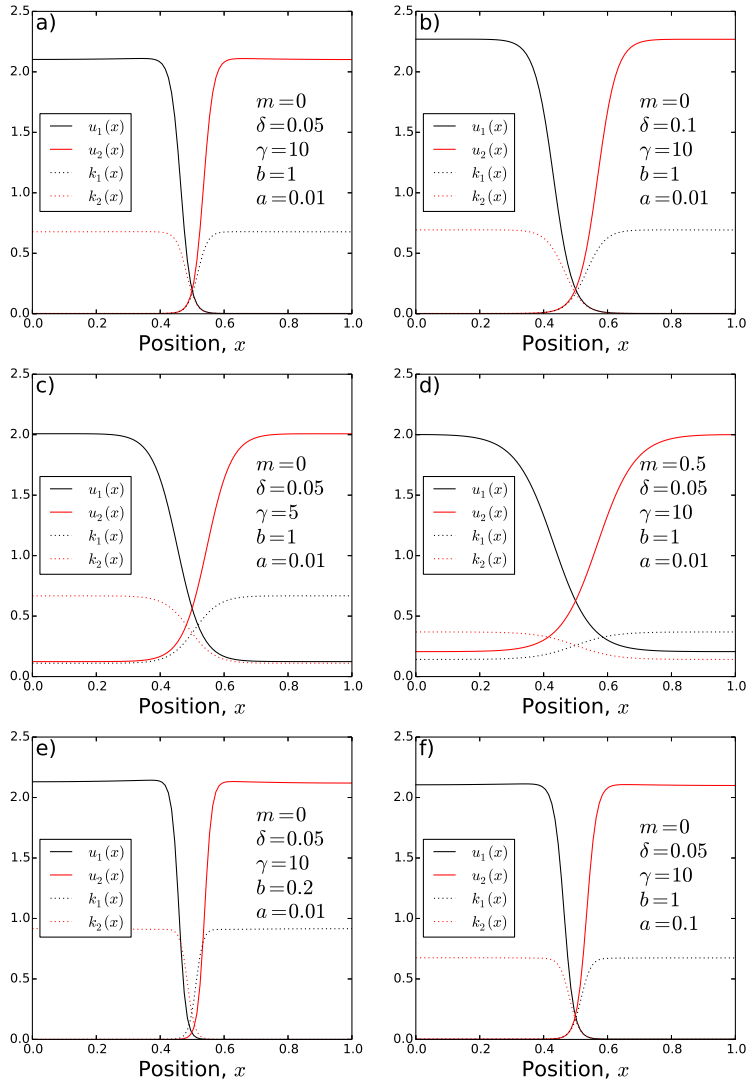 a)
2.5
2.0
1.5
1.0
0.5
0.0
u₁(x)
u₂(x)
k₁(x)
k₂(x)
m=0
δ=0.05
γ=10
b=1
a=0.01
0.0 0.2 0.4 0.6 0.8 1.0
Position, x
b)
2.5
2.0
1.5
1.0
0.5
0.0
u₁(x)
u₂(x)
k₁(x)
k₂(x)
m=0
δ=0.1
γ=10
b=1
a=0.01
0.0 0.2 0.4 0.6 0.8 1.0
Position, x
c)
2.5
2.0
1.5
1.0
0.5
0.0
u₁(x)
u₂(x)
k₁(x)
k₂(x)
m=0
δ=0.05
γ=5
b=1
a=0.01
0.0 0.2 0.4 0.6 0.8 1.0
Position, x
d)
2.5
2.0
1.5
1.0
0.5
0.0
u₁(x)
u₂(x)
k₁(x)
k₂(x)
m=0.5
δ=0.05
γ=10
b=1
a=0.01
0.0 0.2 0.4 0.6 0.8 1.0
Position, x
e)
2.5
2.0
1.5
1.0
0.5
0.0
u₁(x)
u₂(x)
k₁(x)
k₂(x)
m=0
δ=0.05
γ=10
b=0.2
a=0.01
0.0 0.2 0.4 0.6 0.8 1.0
Position, x
f)
2.5
2.0
1.5
1.0
0.5
0.0
u₁(x)
u₂(x)
k₁(x)
k₂(x)
m=0
δ=0.05
γ=10
b=1
a=0.1
0.0 0.2 0.4 0.6 0.8 1.0
Position, x